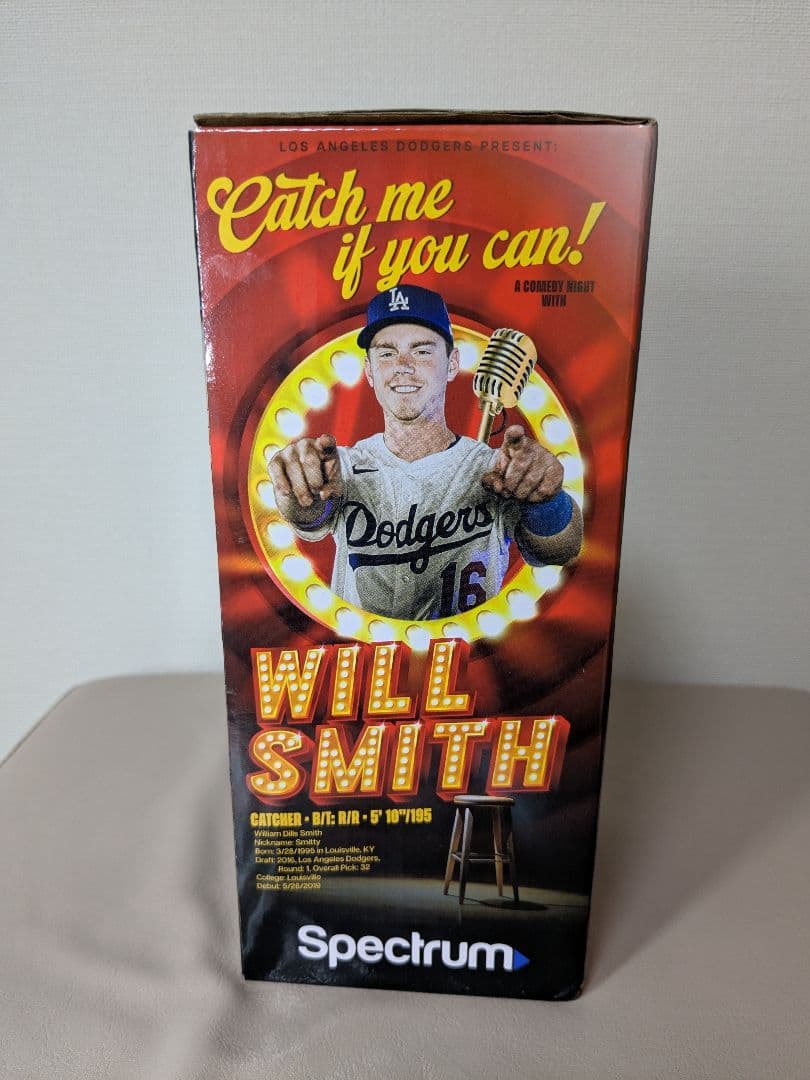 LOS ANGELES DODGERS PRESENT:
Catch me
if you can!
A COMEDY NIGHT
WITH
LA
Dodgers
16
WILL
SMITH
CATCHER • B/T: R/R • 5' 10"/195
William Dills Smith
Nickname: Smitty
Born: 3/28/1995 in Louisville, KY
Draft: 2016, Los Angeles Dodgers,
Round: 1, Overall Pick: 32
College: Louisville
Debut: 5/28/2019
Spectrum